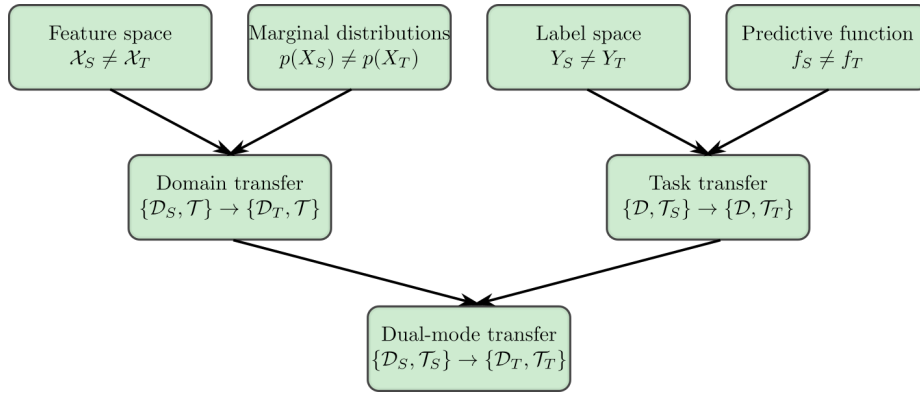 Feature space
𝒳_S ≠ 𝒳_T
Marginal distributions
p(X_S) ≠ p(X_T)
Label space
Y_S ≠ Y_T
Predictive function
f_S ≠ f_T
Domain transfer
{𝒟_S, 𝒯} → {𝒟_T, 𝒯}
Task transfer
{𝒟, 𝒯_S} → {𝒟, 𝒯_T}
Dual-mode transfer
{𝒟_S, 𝒯_S} → {𝒟_T, 𝒯_T}